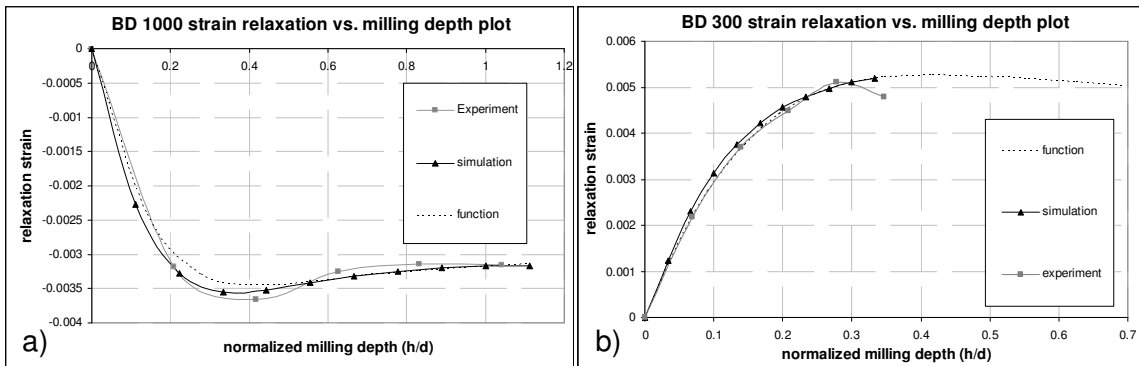 BD 1000 strain relaxation vs. milling depth plot
0
-0.0005
-0.001
-0.0015
-0.002
-0.0025
-0.003
-0.0035
-0.004
0 0.2 0.4 0.6 0.8 1 1.2
relaxation strain
Experiment
simulation
function
normalized milling depth (h/d)
a)
BD 300 strain relaxation vs. milling depth plot
0.006
0.005
0.004
0.003
0.002
0.001
0
0 0.1 0.2 0.3 0.4 0.5 0.6 0.7
relaxation strain
function
simulation
experiment
normalized milling depth (h/d)
b)